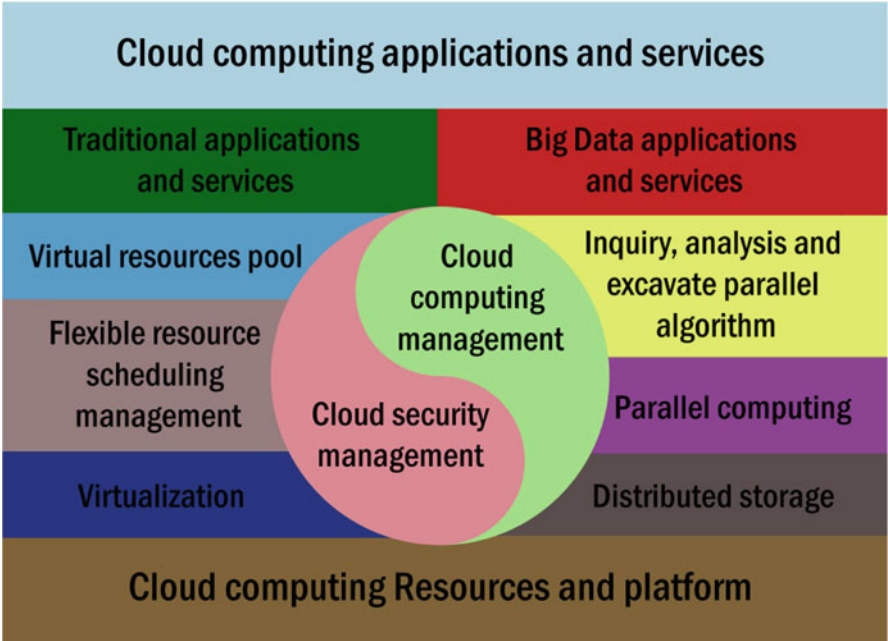 Cloud computing applications and services
Traditional applications
and services
Big Data applications
and services
Virtual resources pool
Flexible resource
scheduling
management
Virtualization
Cloud
computing
management
Cloud security
management
Inquiry, analysis and
excavate parallel
algorithm
Parallel computing
Distributed storage
Cloud computing Resources and platform